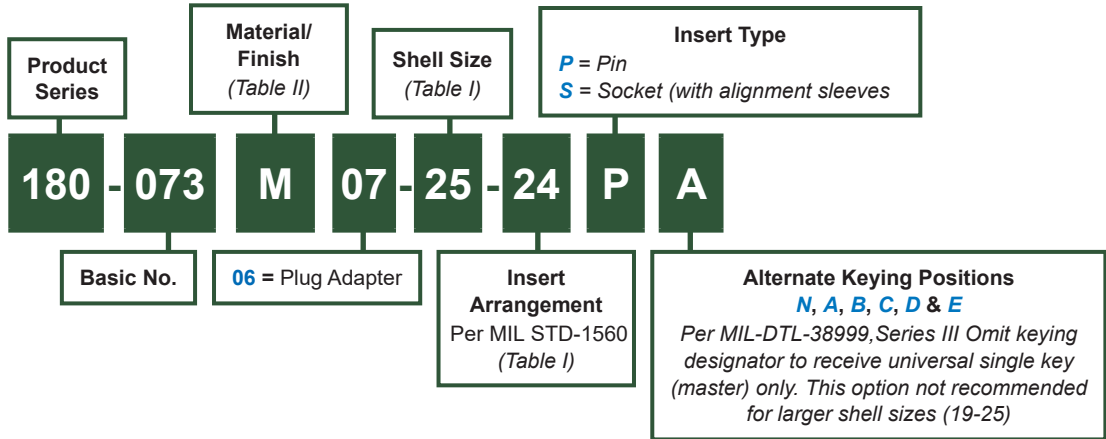 Product
Series
Material/
Finish
(Table II)
Shell Size
(Table I)
Insert Type
P = Pin
S = Socket (with alignment sleeves
180 - 073 M 07 - 25 - 24 P A
Basic No.
06 = Plug Adapter
Insert
Arrangement
Per MIL STD-1560
(Table I)
Alternate Keying Positions
N, A, B, C, D & E
Per MIL-DTL-38999,Series III Omit keying
designator to receive universal single key
(master) only. This option not recommended
for larger shell sizes (19-25)